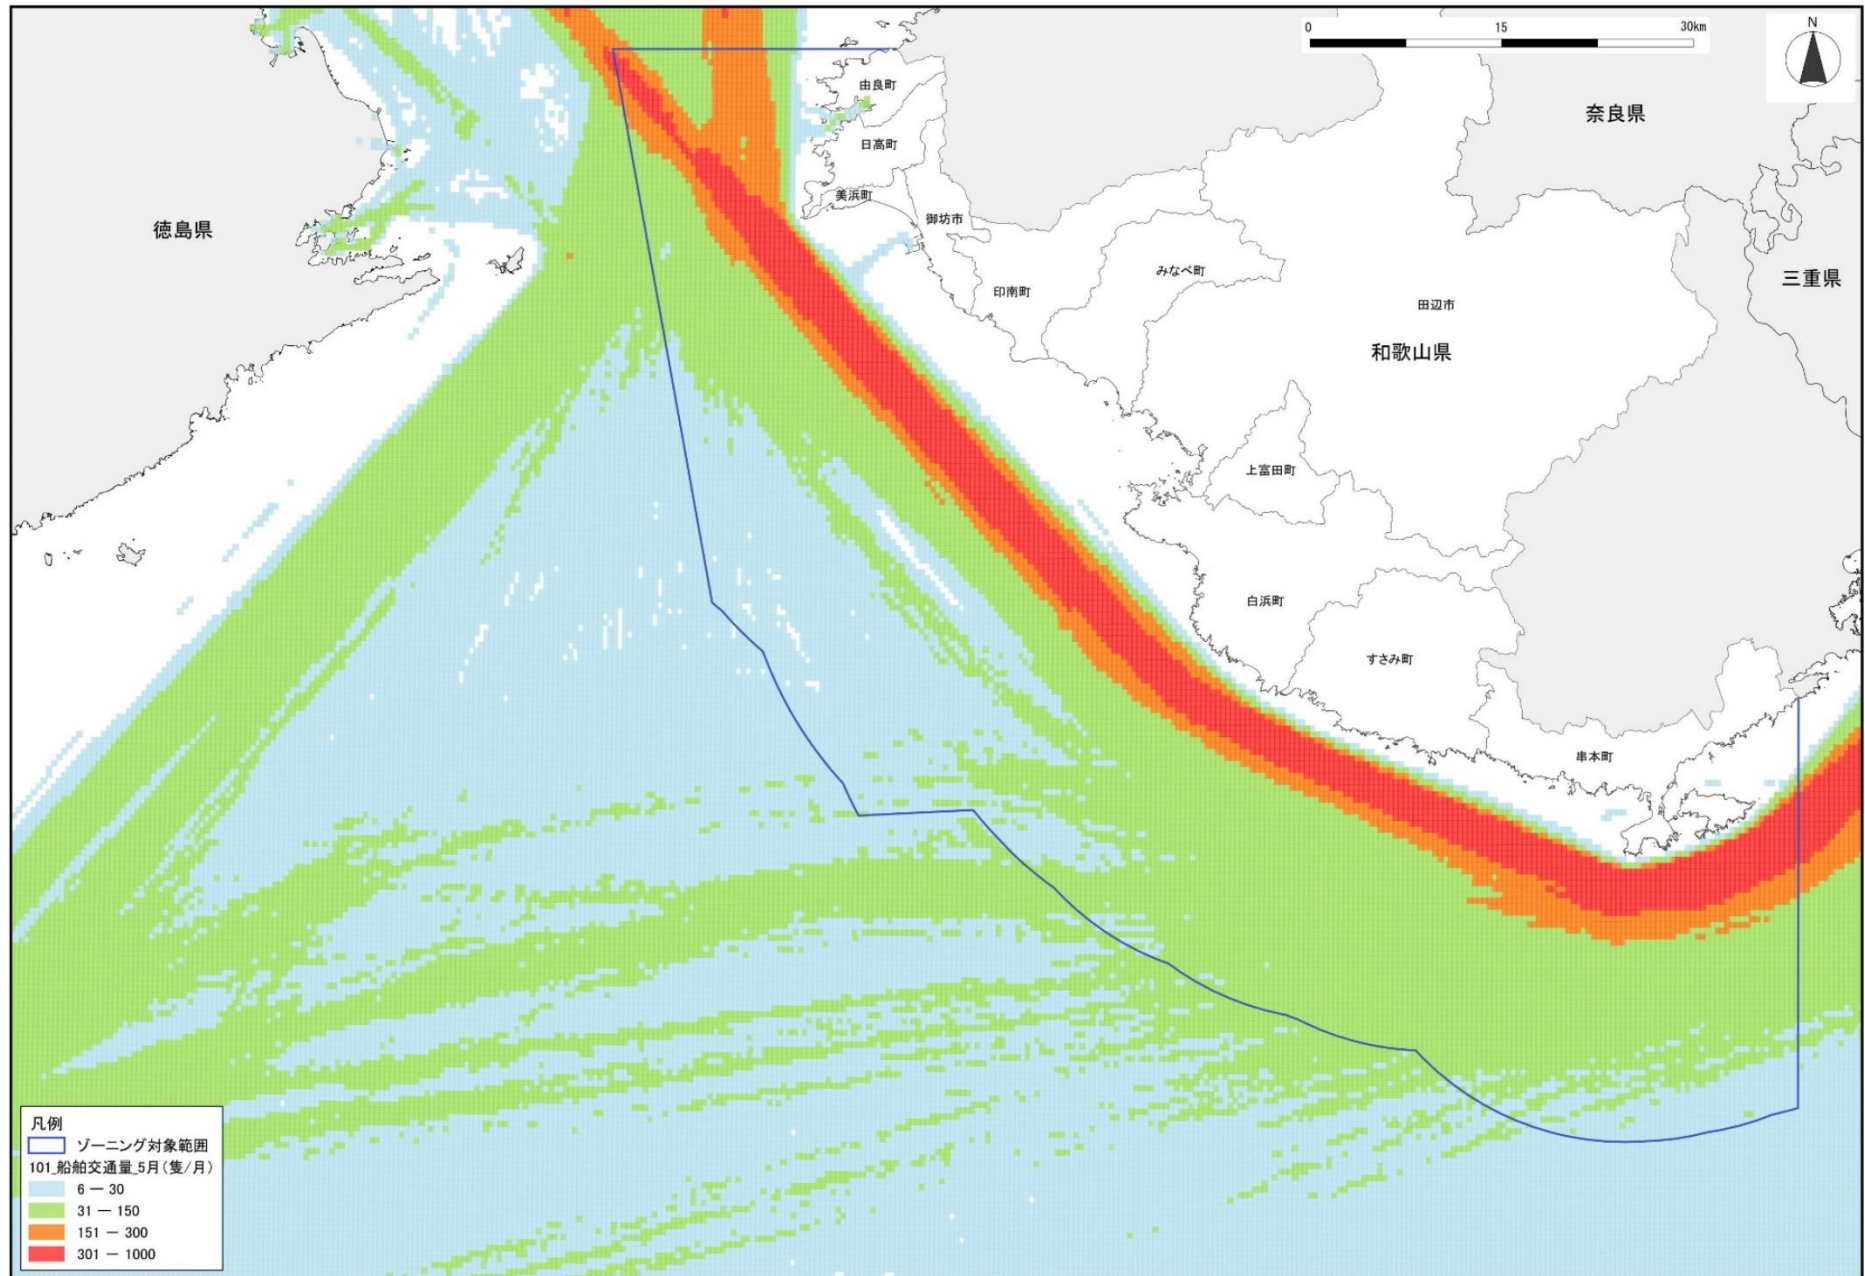 0 15 30km
N
由良町
奈良県
日高町
美浜町
御坊市
徳島県
みなべ町
三重県
印南町
田辺市
和歌山県
上富田町
白浜町
すさみ町
串本町
凡例
ゾーニング対象範囲
101_船舶交通量_5月(隻/月)
6 − 30
31 − 150
151 − 300
301 − 1000